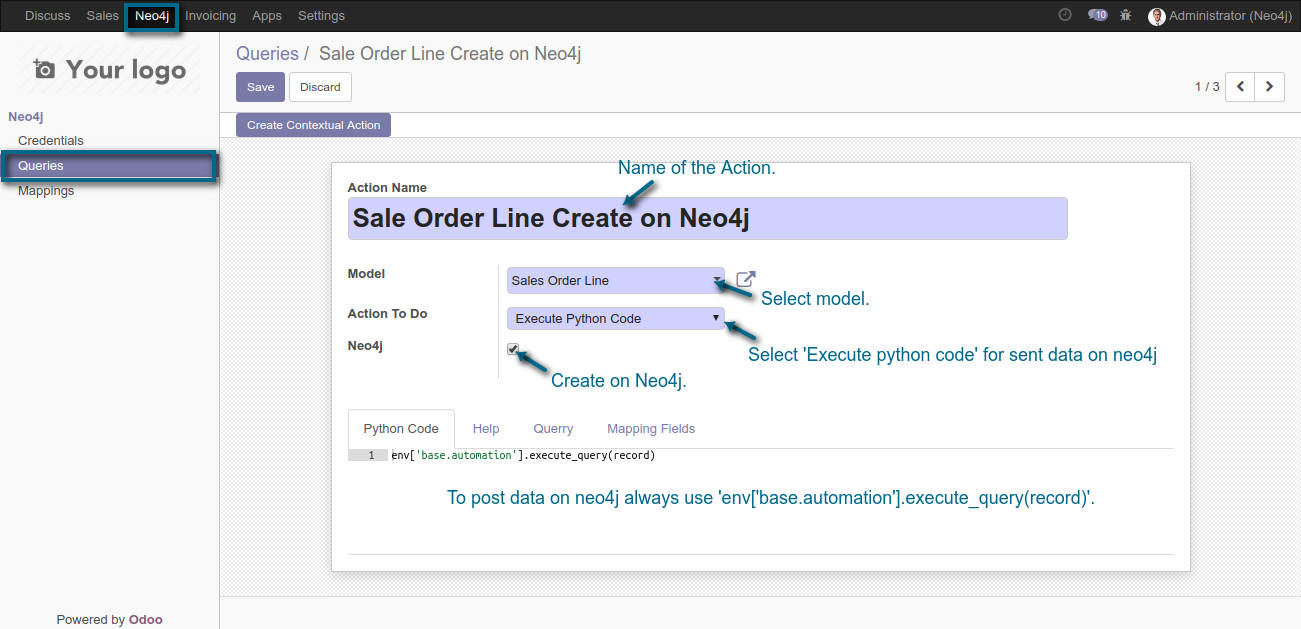 Discuss Sales Neo4j Invoicing Apps Settings 10 Administrator (Neo4j)
Your logo
Neo4j
Credentials
Queries
Mappings
Powered by Odoo
Queries / Sale Order Line Create on Neo4j
Save Discard 1 / 3
Create Contextual Action
Name of the Action.
Action Name
Sale Order Line Create on Neo4j
Model Sales Order Line
Select model.
Action To Do Execute Python Code
Select 'Execute python code' for sent data on neo4j
Neo4j
Create on Neo4j.
Python Code Help Querry Mapping Fields
1 env['base.automation'].execute_query(record)
To post data on neo4j always use 'env['base.automation'].execute_query(record)'.